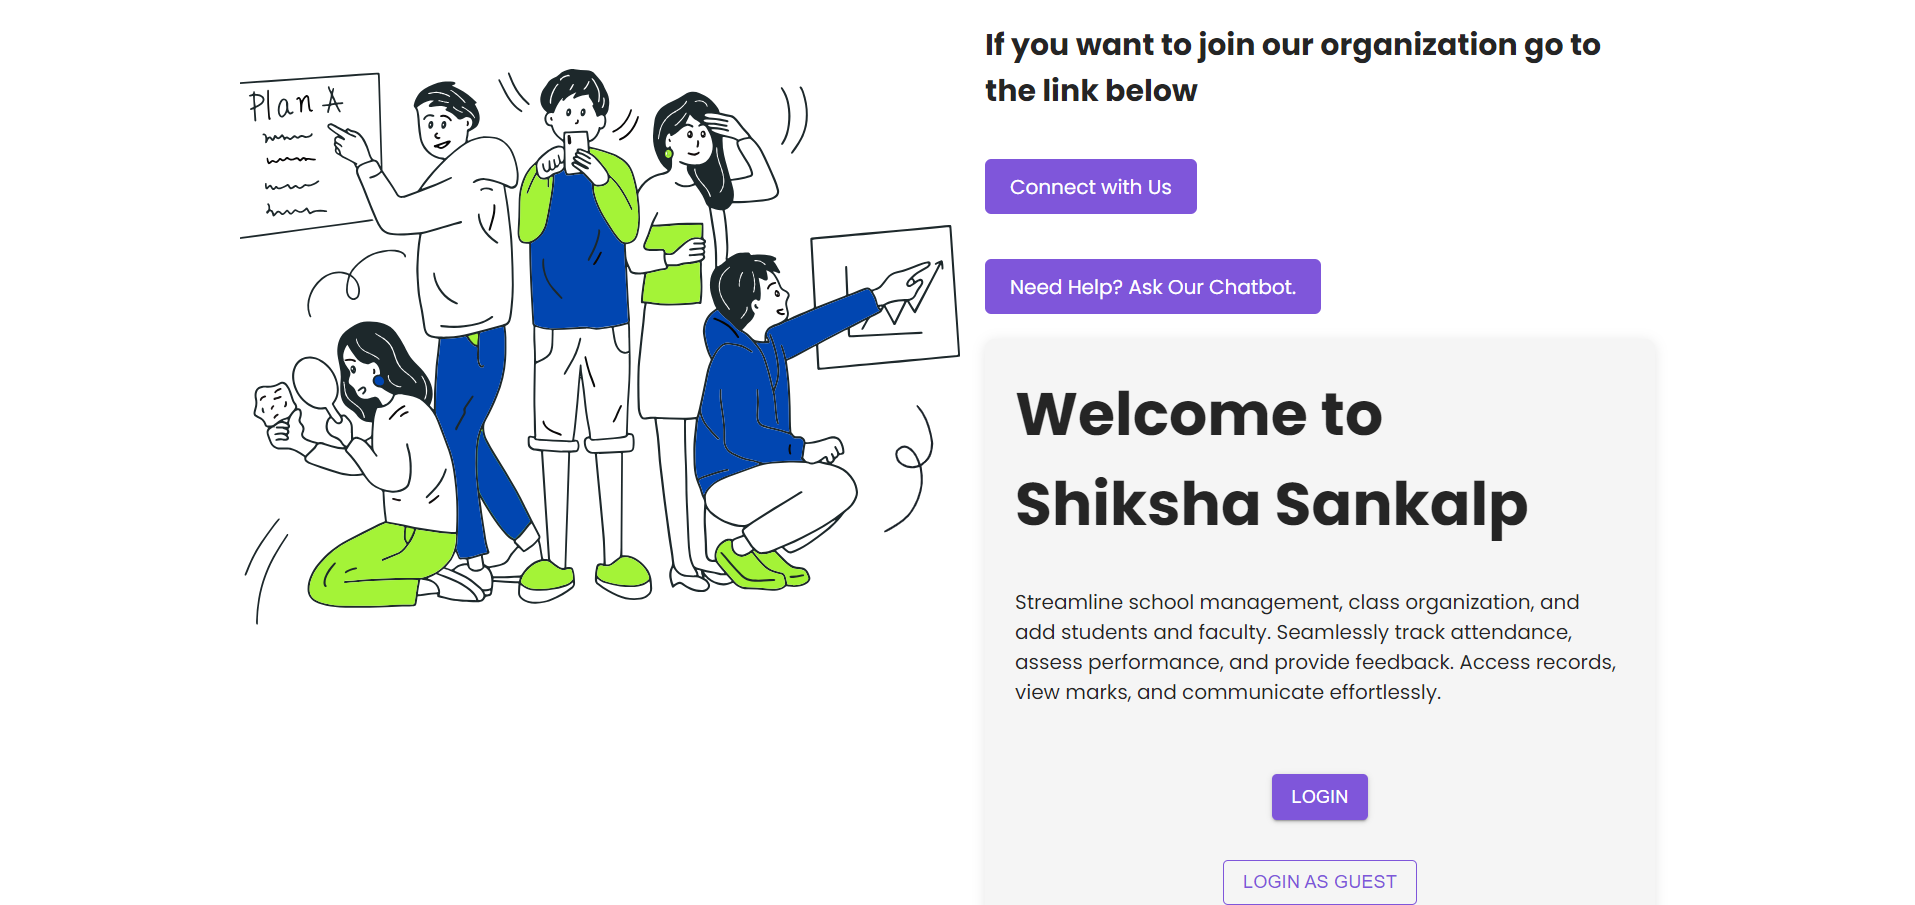 Plan A
If you want to join our organization go to
the link below
Connect with Us
Need Help? Ask Our Chatbot.
Welcome to
Shiksha Sankalp
Streamline school management, class organization, and
add students and faculty. Seamlessly track attendance,
assess performance, and provide feedback. Access records,
view marks, and communicate effortlessly.
LOGIN
LOGIN AS GUEST